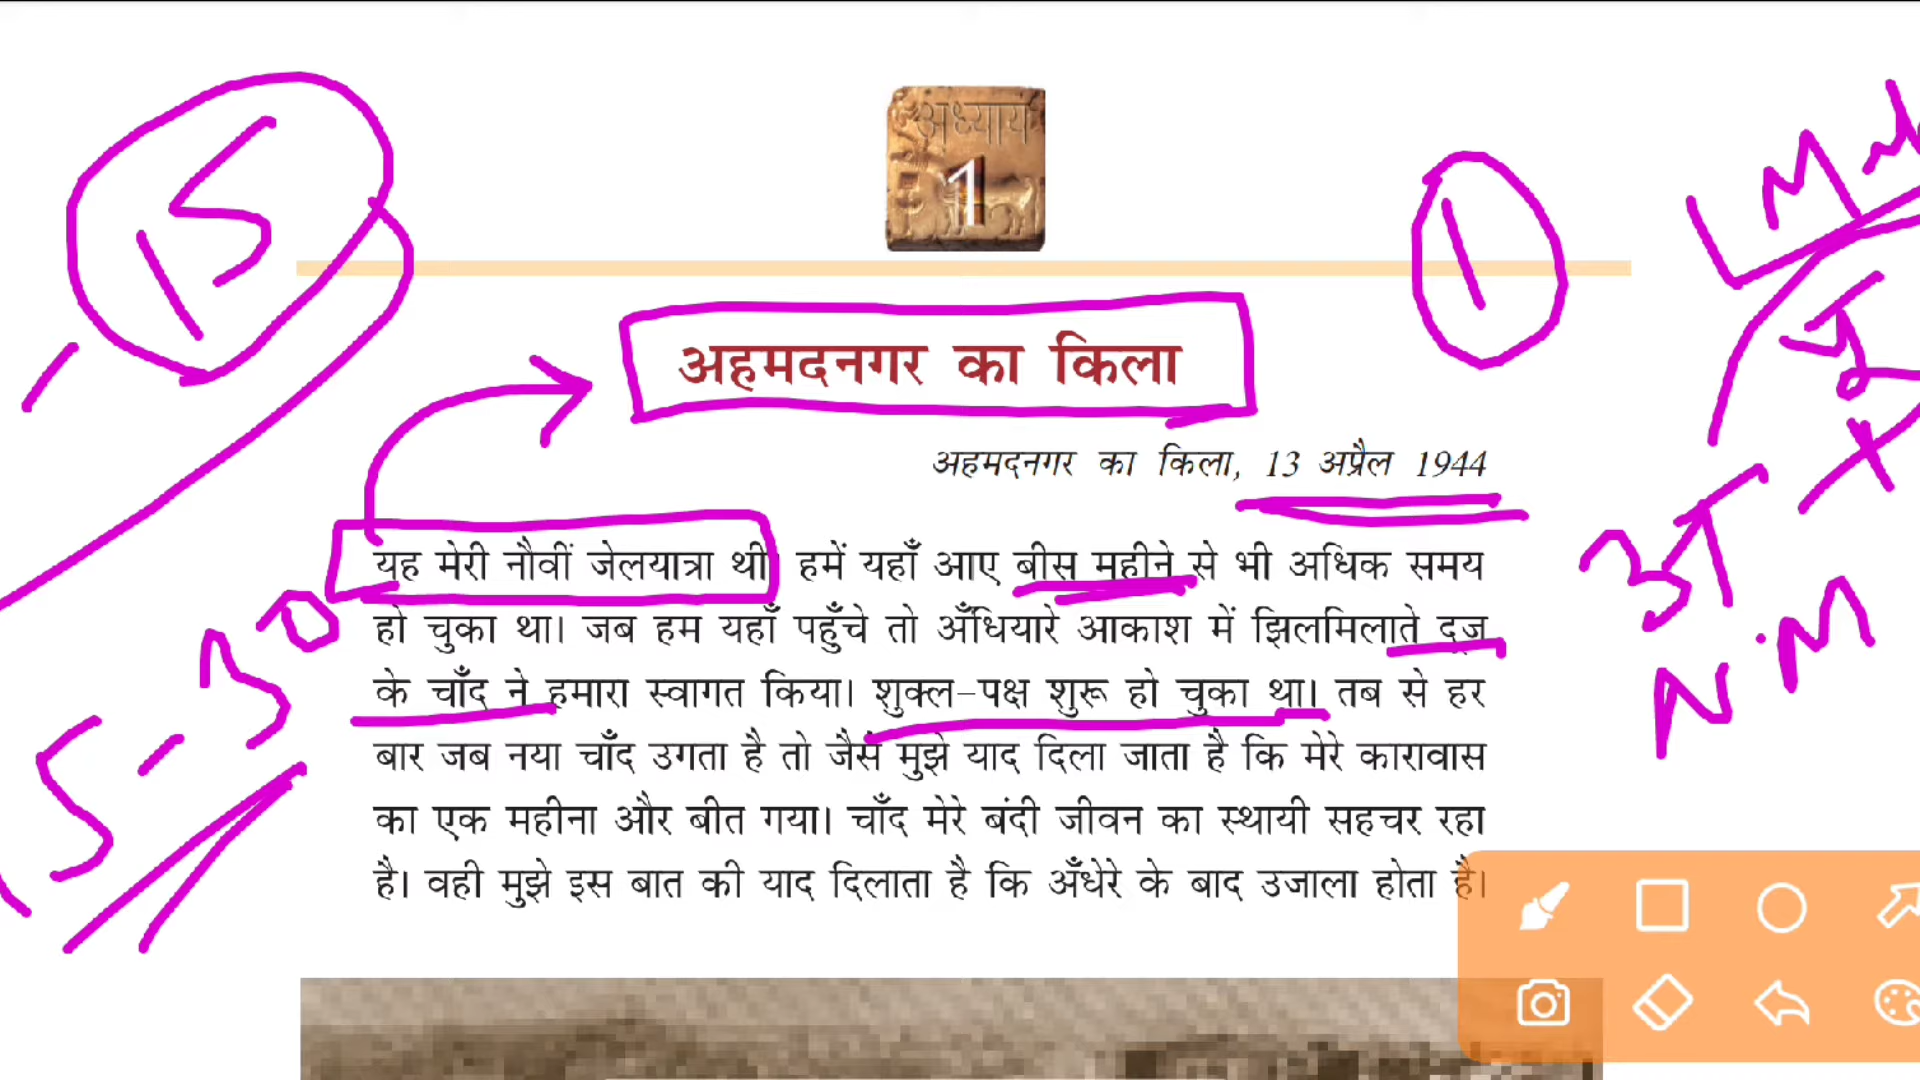 अध्याय
1
15
1
अहमदनगर का किला
अहमदनगर का किला, 13 अप्रैल 1944
यह मेरी नौवीं जेलयात्रा थी। हमें यहाँ आए बीस महीने से भी अधिक समय
हो चुका था। जब हम यहाँ पहुँचे तो अँधियारे आकाश में झिलमिलाते दूज
के चाँद ने हमारा स्वागत किया। शुक्ल-पक्ष शुरू हो चुका था। तब से हर
बार जब नया चाँद उगता है तो जैसे मुझे याद दिला जाता है कि मेरे कारावास
का एक महीना और बीत गया। चाँद मेरे बंदी जीवन का स्थायी सहचर रहा
है। वही मुझे इस बात की याद दिलाता है कि अँधेरे के बाद उजाला होता है।
15-30
N.M